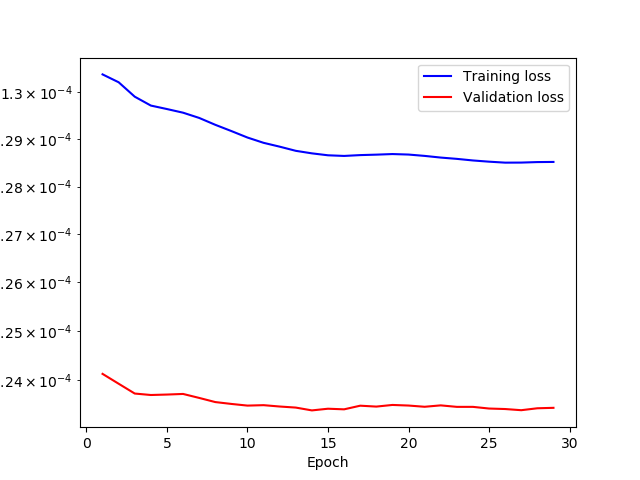 Training loss
Validation loss
1.3 × 10⁻⁴
.29 × 10⁻⁴
.28 × 10⁻⁴
.27 × 10⁻⁴
.26 × 10⁻⁴
.25 × 10⁻⁴
.24 × 10⁻⁴
0 5 10 15 20 25 30
Epoch